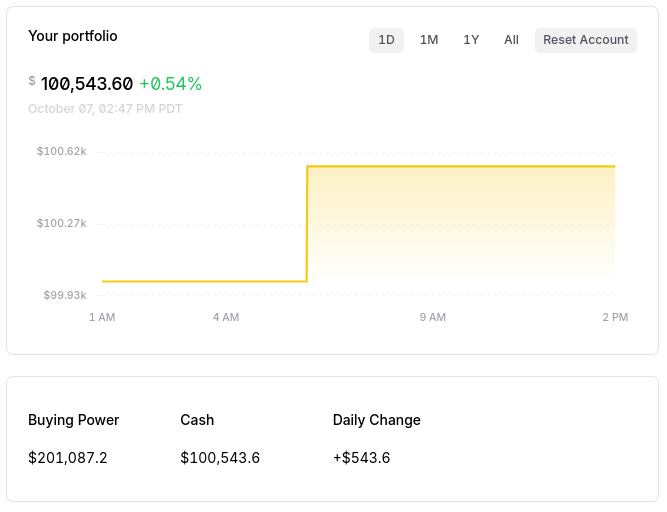 Your portfolio
1D 1M 1Y All Reset Account
$ 100,543.60 +0.54%
October 07, 02:47 PM PDT
$100.62k
$100.27k
$99.93k
1 AM 4 AM 9 AM 2 PM
Buying Power Cash Daily Change
$201,087.2 $100,543.6 +$543.6